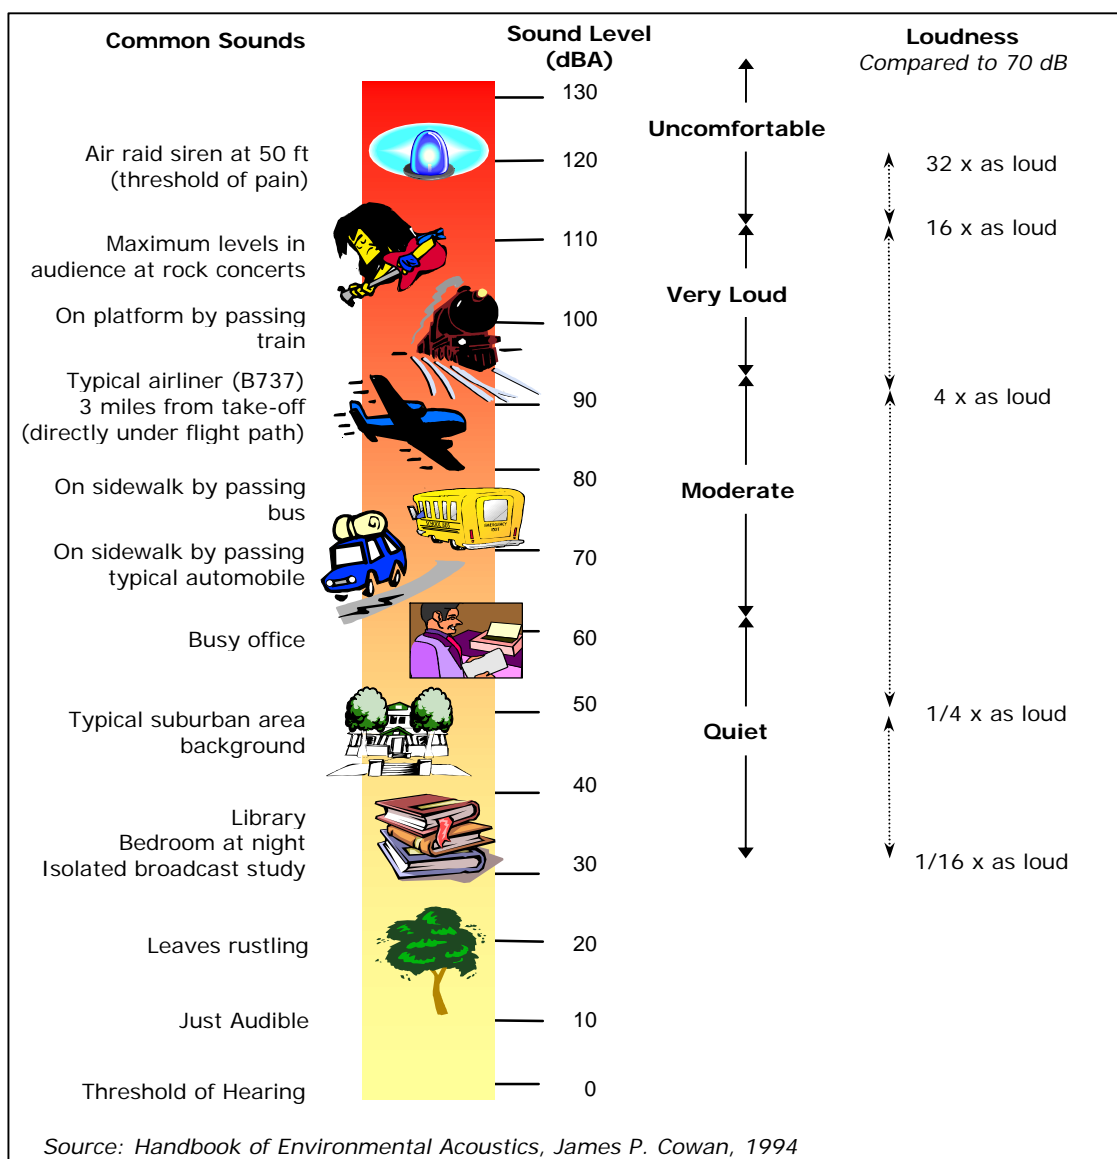 Common Sounds
Sound Level
(dBA)
Loudness
Compared to 70 dB
130
Uncomfortable
Air raid siren at 50 ft
(threshold of pain)
120
32 x as loud
16 x as loud
Maximum levels in
audience at rock concerts
110
Very Loud
On platform by passing
train
100
Typical airliner (B737)
3 miles from take-off
(directly under flight path)
90
4 x as loud
80
On sidewalk by passing
bus
Moderate
SCHOOL BUS
EMERGENCY
EXIT
On sidewalk by passing
typical automobile
70
Busy office
60
50
1/4 x as loud
Typical suburban area
background
Quiet
40
Library
Bedroom at night
Isolated broadcast study
30
1/16 x as loud
Leaves rustling
20
Just Audible
10
Threshold of Hearing
0
Source: Handbook of Environmental Acoustics, James P. Cowan, 1994